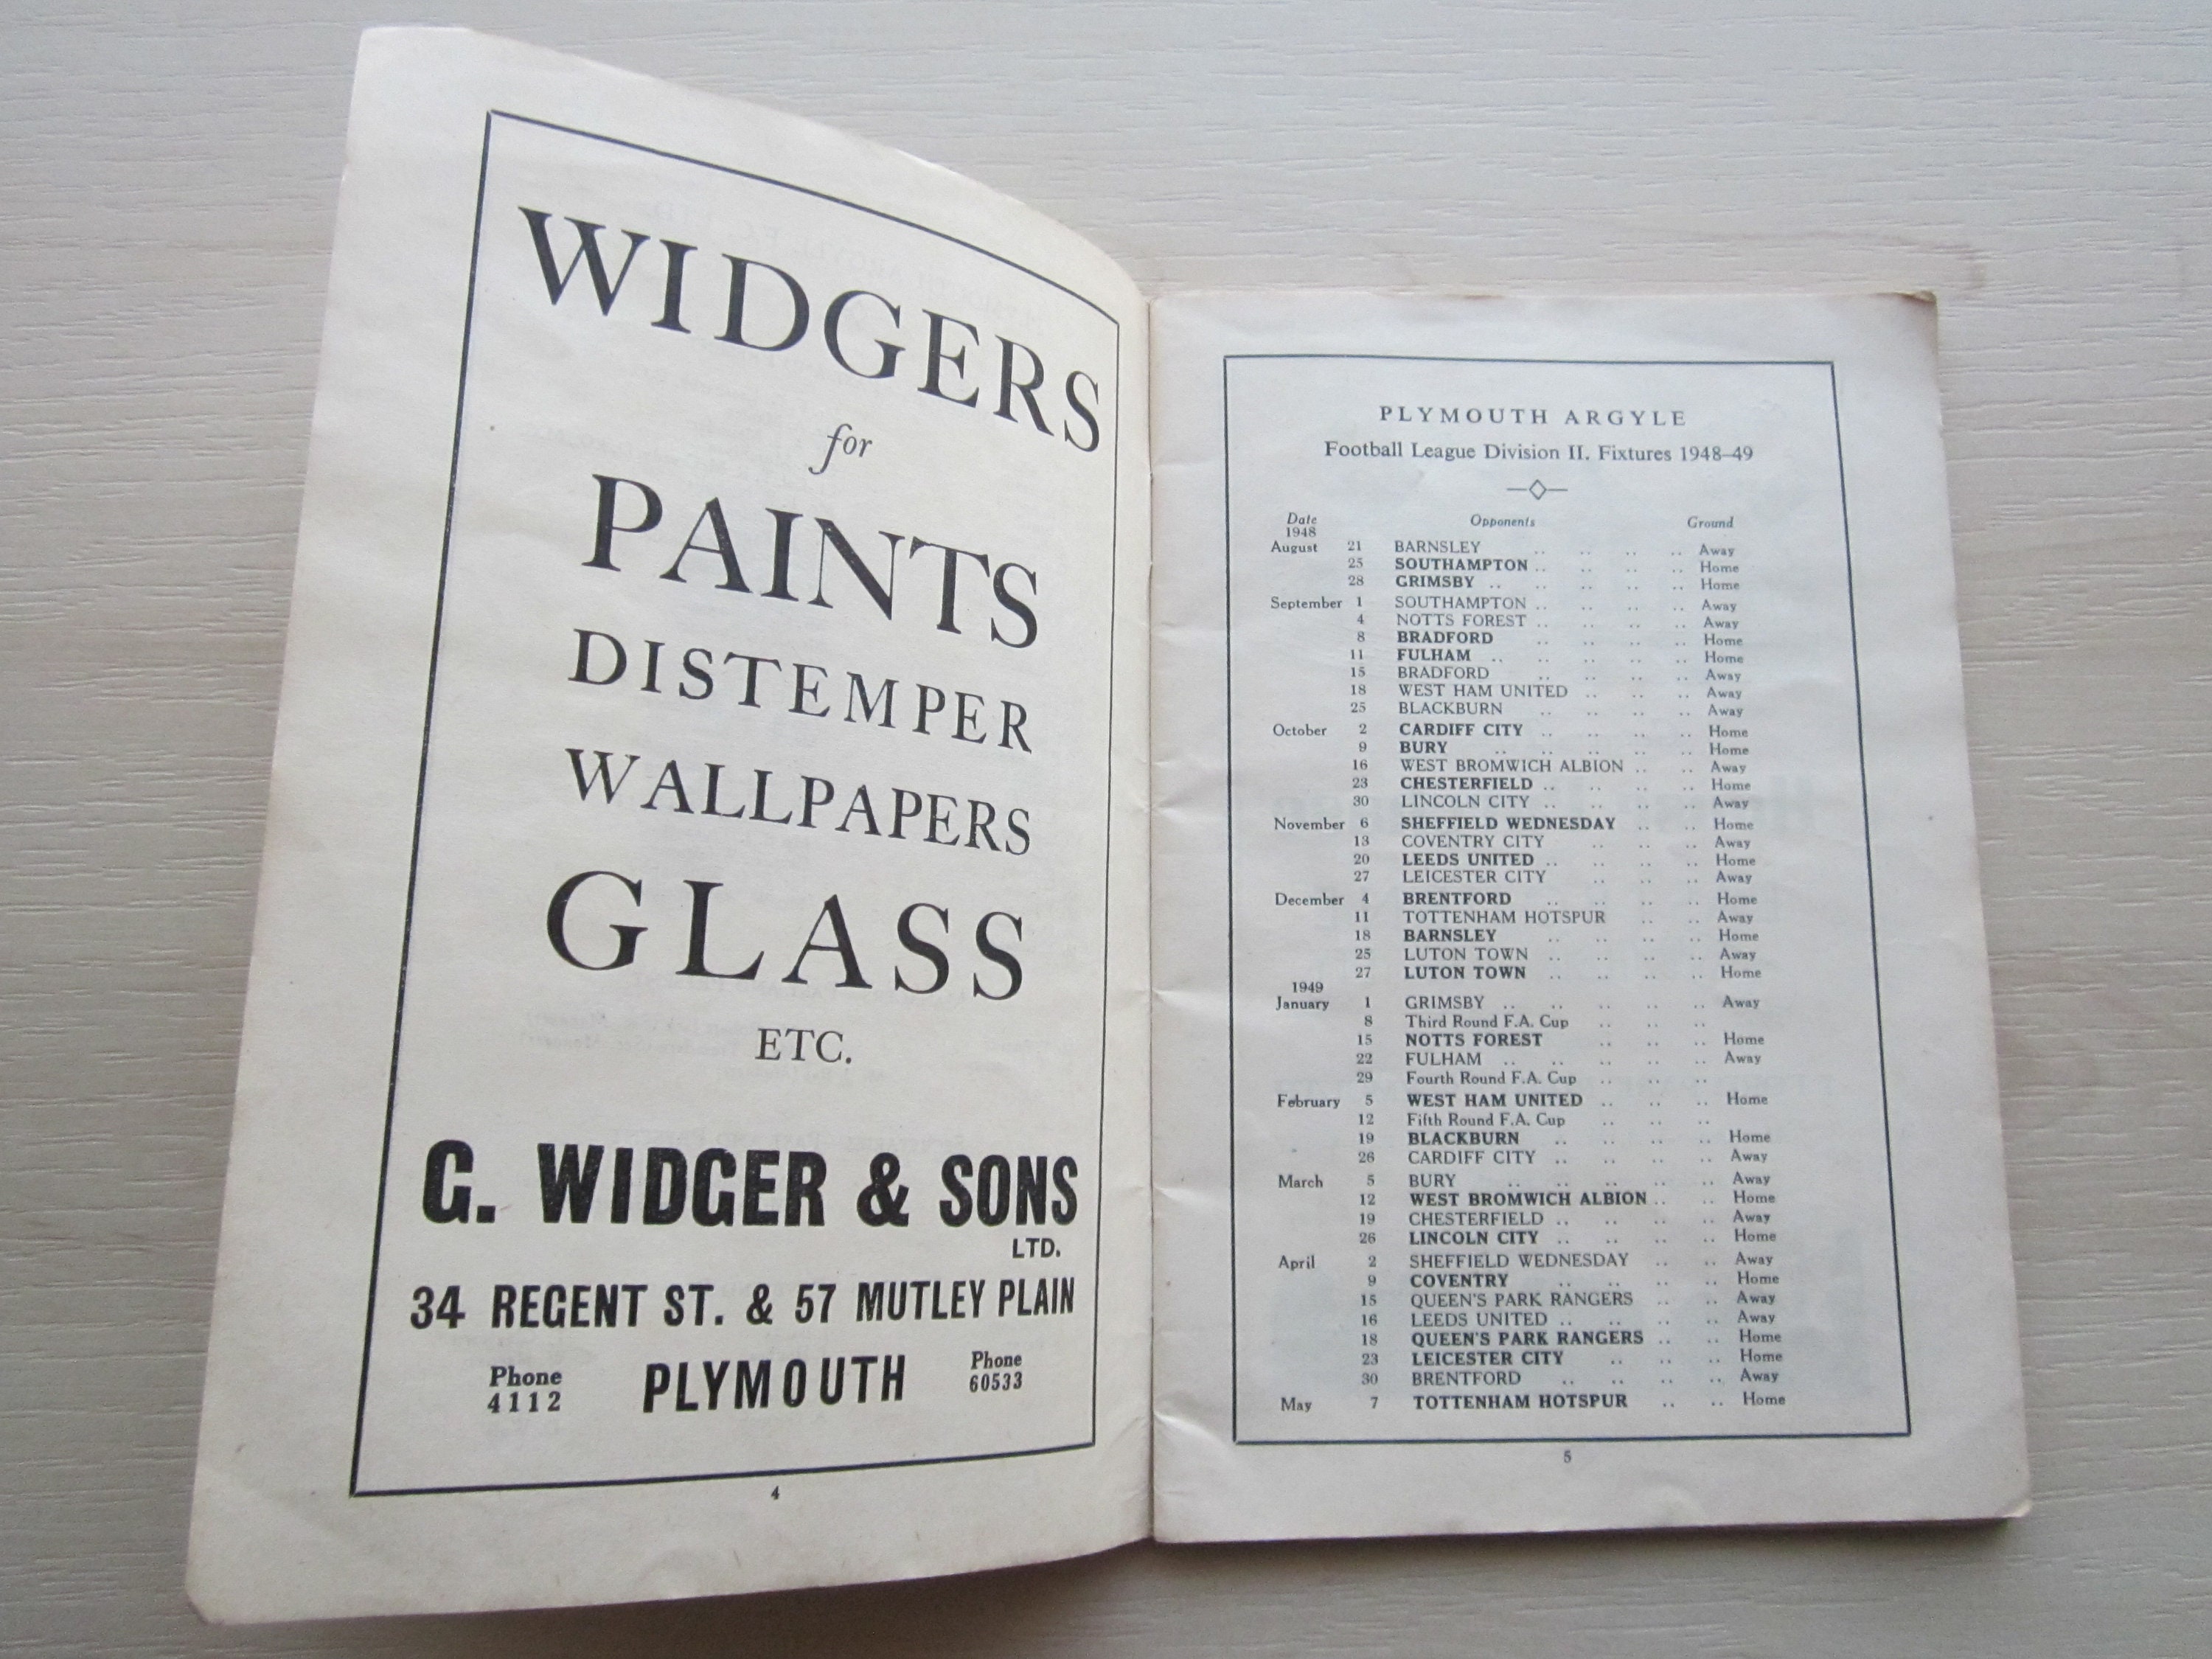 WIDGERS
for
PAINTS
DISTEMPER
WALLPAPERS
GLASS
ETC.
G. WIDGER & SONS
LTD.
34 REGENT ST. & 57 MUTLEY PLAIN
Phone 4112 PLYMOUTH Phone 60533
4
PLYMOUTH ARGYLE
Football League Division II. Fixtures 1948–49
Date Opponents Ground
1948
August 21 BARNSLEY .. .. .. .. Away
25 SOUTHAMPTON .. .. .. .. Home
28 GRIMSBY .. .. .. .. .. Home
September 1 SOUTHAMPTON .. .. .. .. Away
4 NOTTS FOREST .. .. .. .. Away
8 BRADFORD .. .. .. .. Home
11 FULHAM .. .. .. .. .. Home
15 BRADFORD .. .. .. .. Away
18 WEST HAM UNITED .. .. .. Away
25 BLACKBURN .. .. .. .. Away
October 2 CARDIFF CITY .. .. .. .. Home
9 BURY .. .. .. .. .. Home
16 WEST BROMWICH ALBION .. .. Away
23 CHESTERFIELD .. .. .. .. Home
30 LINCOLN CITY .. .. .. .. Away
November 6 SHEFFIELD WEDNESDAY .. .. Home
13 COVENTRY CITY .. .. .. Away
20 LEEDS UNITED .. .. .. .. Home
27 LEICESTER CITY .. .. .. Away
December 4 BRENTFORD .. .. .. .. Home
11 TOTTENHAM HOTSPUR .. .. Away
18 BARNSLEY .. .. .. .. Home
25 LUTON TOWN .. .. .. .. Away
27 LUTON TOWN .. .. .. .. Home
1949
January 1 GRIMSBY .. .. .. .. .. Away
8 Third Round F.A. Cup .. .. ..
15 NOTTS FOREST .. .. .. Home
22 FULHAM .. .. .. .. .. Away
29 Fourth Round F.A. Cup .. .. ..
February 5 WEST HAM UNITED .. .. .. Home
12 Fifth Round F.A. Cup .. .. ..
19 BLACKBURN .. .. .. .. Home
26 CARDIFF CITY .. .. .. .. Away
March 5 BURY .. .. .. .. .. Away
12 WEST BROMWICH ALBION .. .. Home
19 CHESTERFIELD .. .. .. .. Away
26 LINCOLN CITY .. .. .. .. Home
April 2 SHEFFIELD WEDNESDAY .. .. Away
9 COVENTRY .. .. .. .. Home
15 QUEEN'S PARK RANGERS .. .. Away
16 LEEDS UNITED .. .. .. .. Away
18 QUEEN'S PARK RANGERS .. .. Home
23 LEICESTER CITY .. .. .. Home
30 BRENTFORD .. .. .. .. Away
May 7 TOTTENHAM HOTSPUR .. .. Home
5